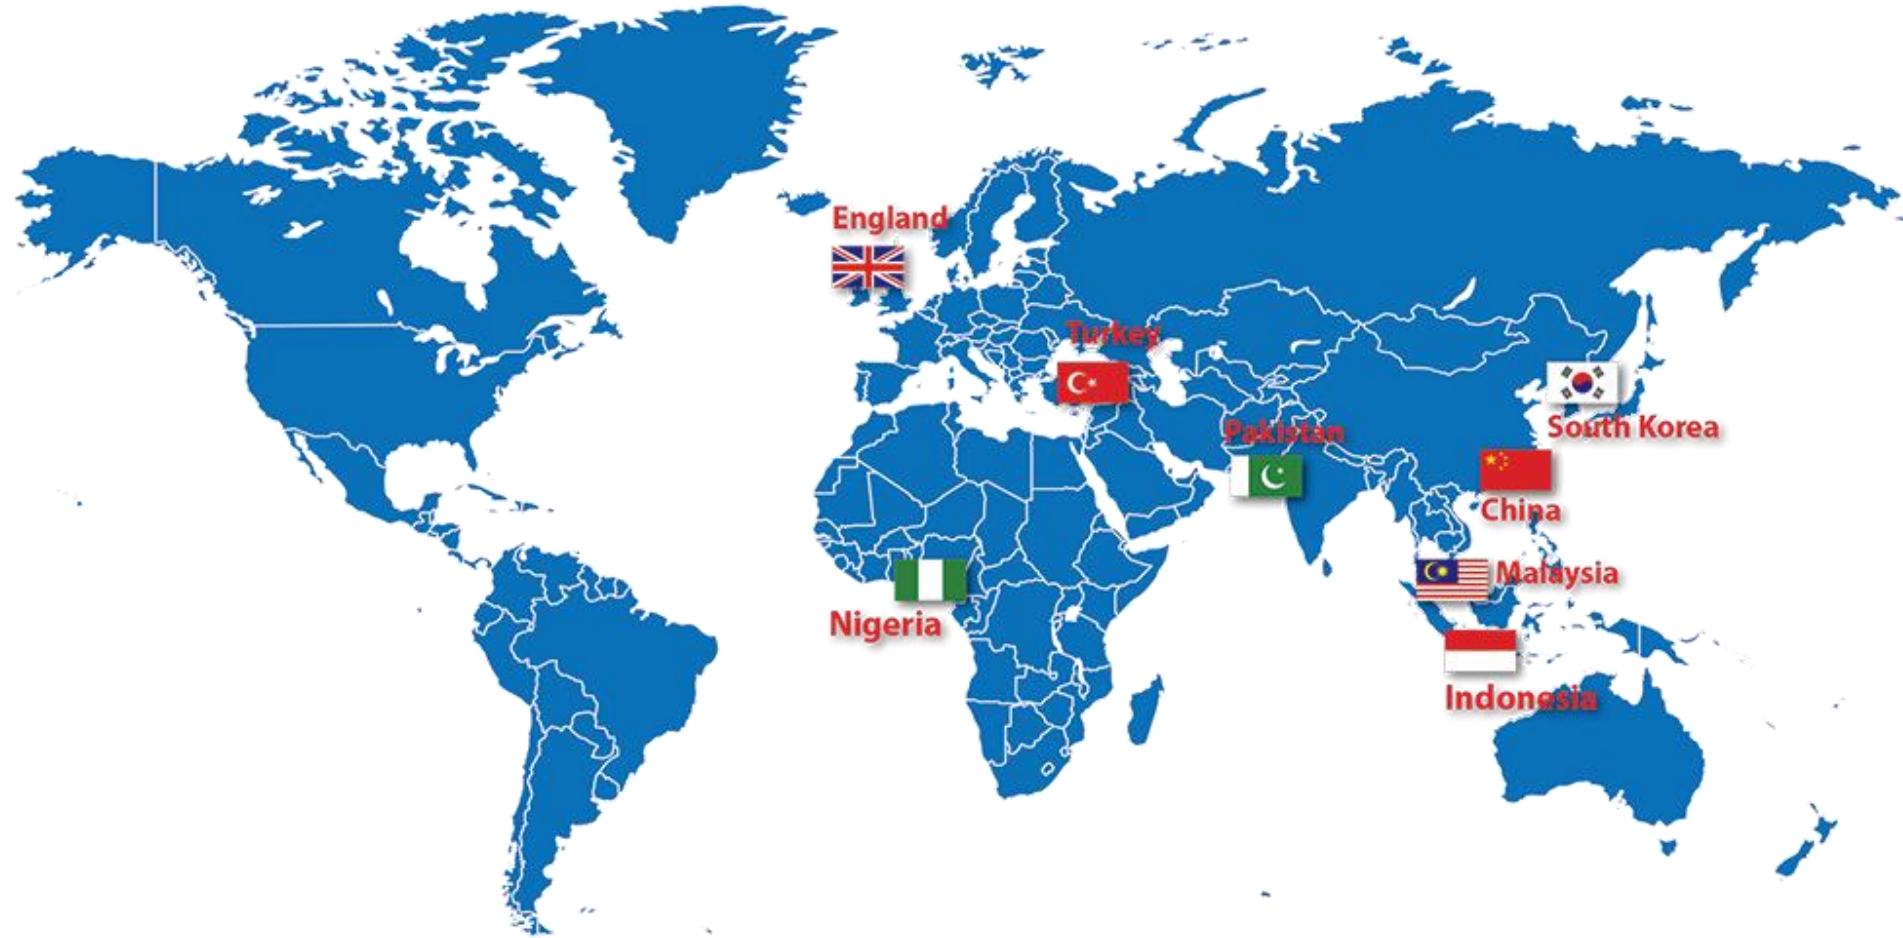 England
Turkey
Pakistan
South Korea
China
Malaysia
Nigeria
Indonesia